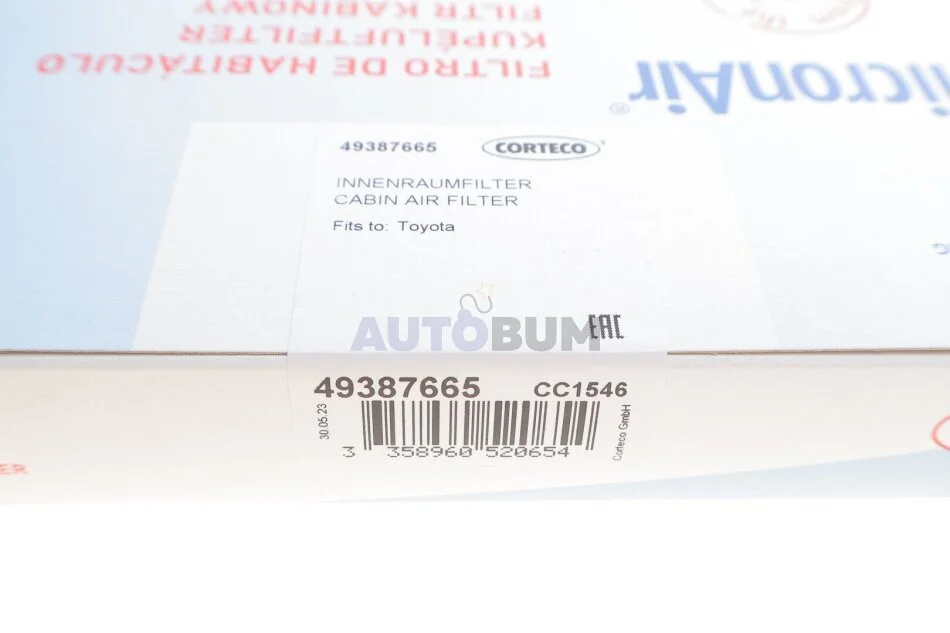 FILTR KABINOWY
KUPÉLUFTFILTER
FILTRO DE HABITÁCULO
micronAir®
49387665 CORTECO®
INNENRAUMFILTER
CABIN AIR FILTER
Fits to: Toyota
AUTOBUM
EAC
49387665 CC1546
30.05.23
Corteco GmbH
3 358960 520654